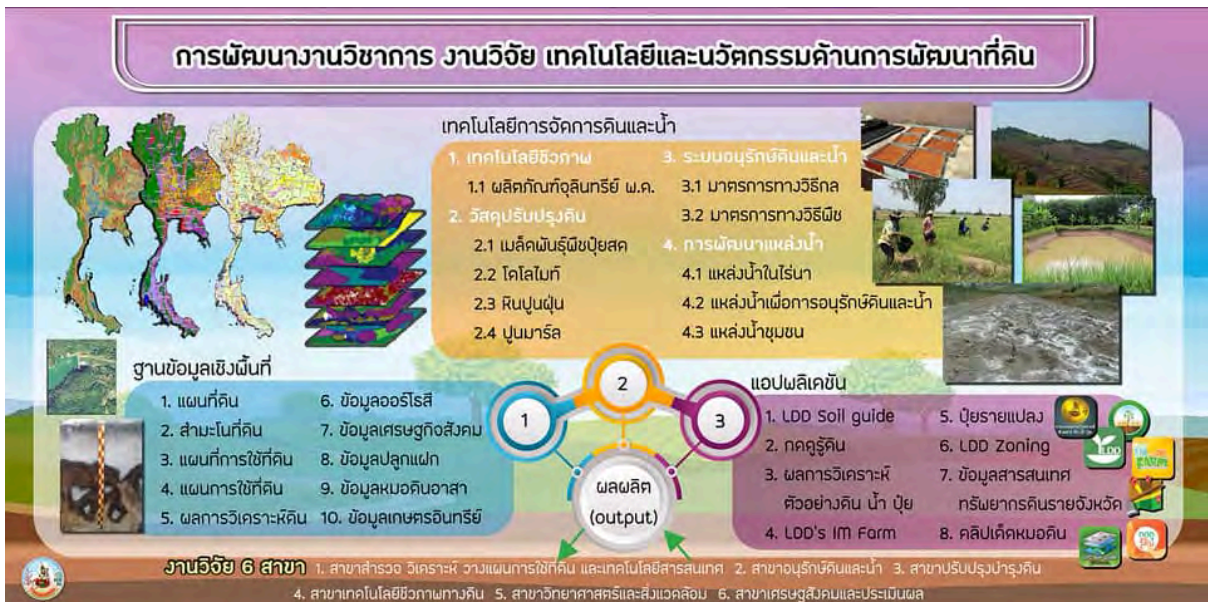 การพัฒนางานวิชาการ งานวิจัย เทคโนโลยีและนวัตกรรมด้านการพัฒนาที่ดิน
เทคโนโลยีการจัดการดินและน้ำ
1. เทคโนโลยีชีวภาพ
1.1 ผลิตภัณฑ์จุลินทรีย์ พ.ด.
2. วัสดุปรับปรุงดิน
2.1 เมล็ดพันธุ์พืชปุ๋ยสด
2.2 โดโลไมท์
2.3 หินปูนฝุ่น
2.4 ปูนมาร์ล
3. ระบบอนุรักษ์ดินและน้ำ
3.1 มาตรการทางวิธีกล
3.2 มาตรการทางวิธีพืช
4. การพัฒนาแหล่งน้ำ
4.1 แหล่งน้ำในไร่นา
4.2 แหล่งน้ำเพื่อการอนุรักษ์ดินและน้ำ
4.3 แหล่งน้ำชุมชน
ฐานข้อมูลเชิงพื้นที่
1. แผนที่ดิน
2. สำมะโนที่ดิน
3. แผนที่การใช้ที่ดิน
4. แผนการใช้ที่ดิน
5. ผลการวิเคราะห์ดิน
6. ข้อมูลออร์โธสี
7. ข้อมูลเศรษฐกิจสังคม
8. ข้อมูลปลูกแฝก
9. ข้อมูลหมอดินอาสา
10. ข้อมูลเกษตรอินทรีย์
1
2
3
ผลผลิต
(output)
แอปพลิเคชัน
1. LDD Soil guide
2. กดดูรู้ดิน
3. ผลการวิเคราะห์
ตัวอย่างดิน น้ำ ปุ๋ย
4. LDD's IM Farm
5. ปุ๋ยรายแปลง
6. LDD Zoning
7. ข้อมูลสารสนเทศ
ทรัพยากรดินรายจังหวัด
8. คลิปเด็ดหมอดิน
LDD
FARM
งานวิจัย 6 สาขา 1. สาขาสำรวจ วิเคราะห์ วางแผนการใช้ที่ดิน และเทคโนโลยีสารสนเทศ 2. สาขาอนุรักษ์ดินและน้ำ 3. สาขาปรับปรุงบำรุงดิน
4. สาขาเทคโนโลยีชีวภาพทางดิน 5. สาขาวิทยาศาสตร์และสิ่งแวดล้อม 6. สาขาเศรษฐสังคมและประเมินผล